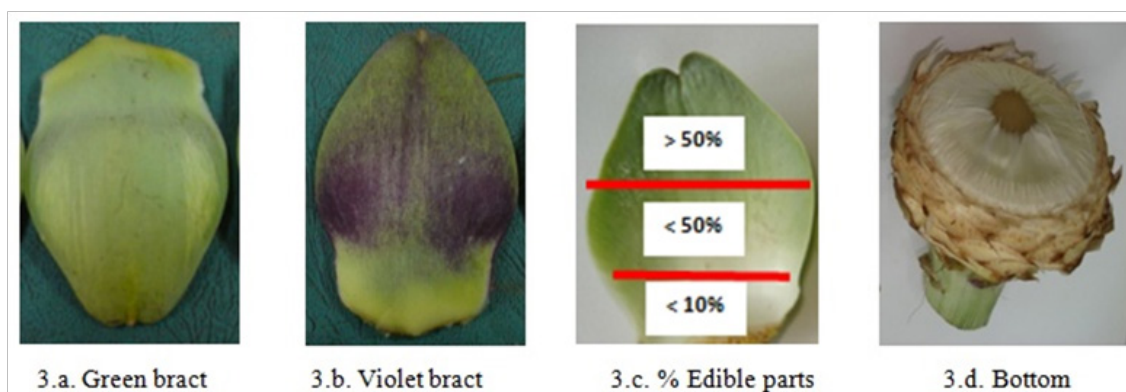 > 50%
< 50%
< 10%
3.a. Green bract
3.b. Violet bract
3.c. % Edible parts
3.d. Bottom